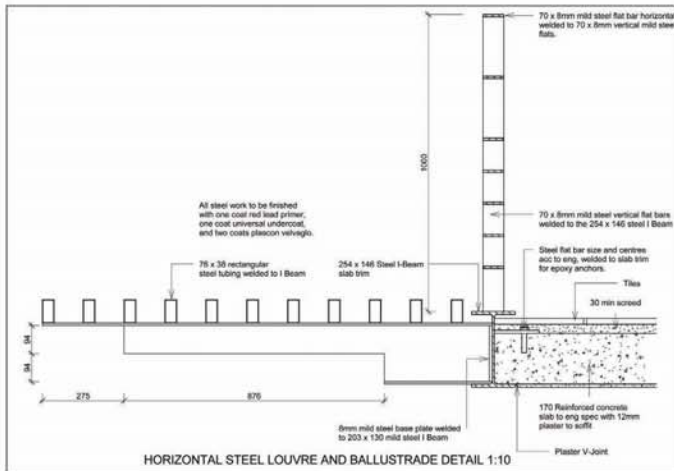 70 x 8mm mild steel flat bar horizontal
welded to 70 x 8mm vertical mild steel
flats.
1000
All steel work to be finished
with one coat red lead primer,
one coat universal undercoat,
and two coats plascon velvaglo.
70 x 8mm mild steel vertical flat bars
welded to the 254 x 146 steel I Beam
76 x 38 rectangular
steel tubing welded to I Beam
254 x 146 Steel I-Beam
slab trim
Steel flat bar size and centres
acc to eng, welded to slab trim
for epoxy anchors.
Tiles
30 min screed
94
94
275
876
8mm mild steel base plate welded
to 203 x 130 mild steel I Beam
170 Reinforced concrete
slab to eng spec with 12mm
plaster to soffit
Plaster V-Joint
HORIZONTAL STEEL LOUVRE AND BALLUSTRADE DETAIL 1:10